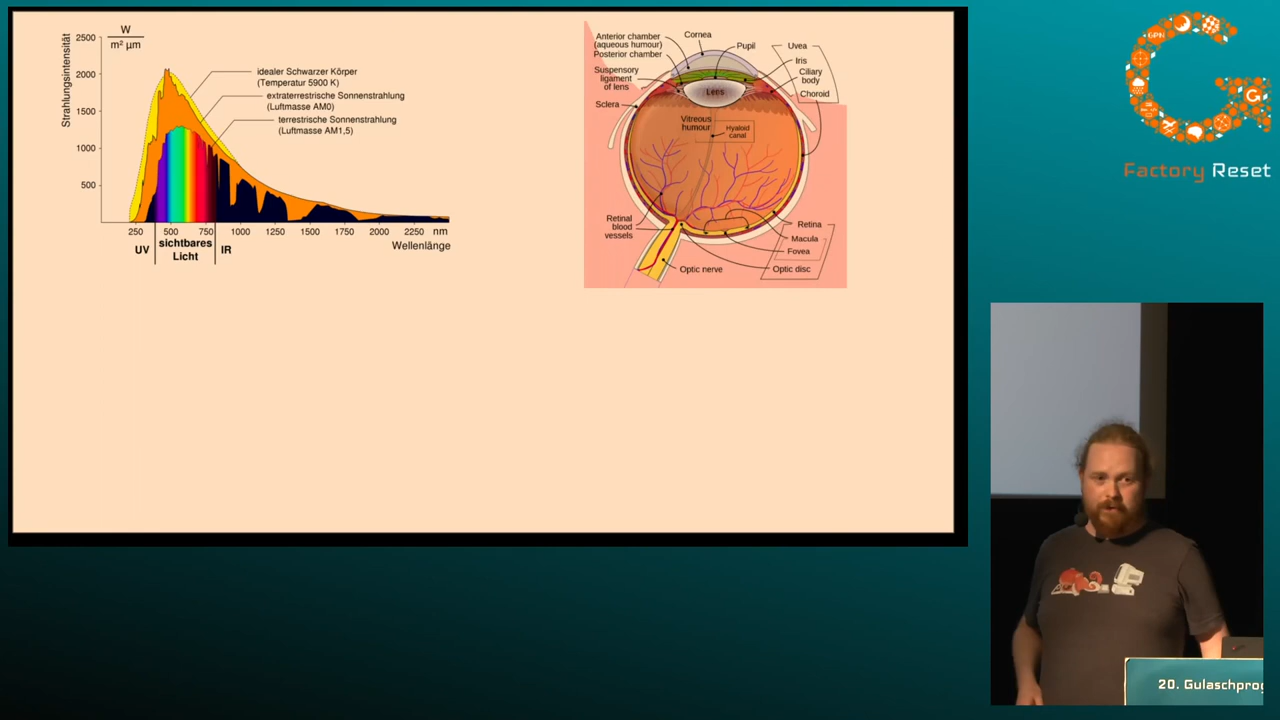 W
m² µm
Strahlungsintensität
2500
2000
1500
1000
500
idealer Schwarzer Körper
(Temperatur 5900 K)
extraterrestrische Sonnenstrahlung
(Luftmasse AM0)
terrestrische Sonnenstrahlung
(Luftmasse AM1,5)
250 500 750 1000 1250 1500 1750 2000 2250 nm
Wellenlänge
UV
sichtbares
Licht
IR
Anterior chamber
(aqueous humour)
Posterior chamber
Suspensory
ligament
of lens
Sclera
Cornea
Pupil
Uvea
Iris
Ciliary
body
Choroid
Lens
Vitreous
humour
Hyaloid
canal
Retinal
blood
vessels
Optic nerve
Retina
Macula
Fovea
Optic disc
GPN
G
Factory Reset
20. Gulaschprog